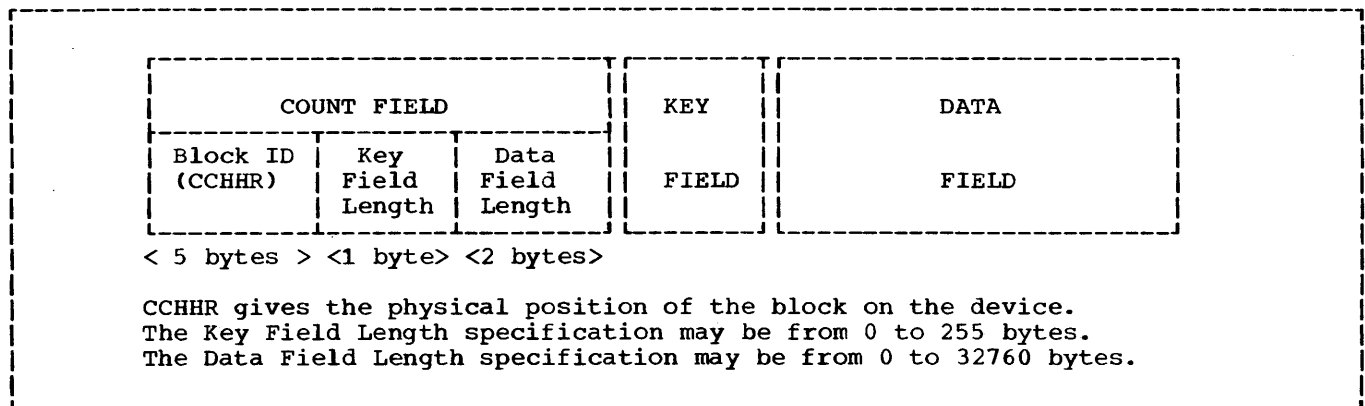 COUNT FIELD KEY DATA
Block ID Key Data
(CCHHR) Field Field FIELD FIELD
Length Length
< 5 bytes > <1 byte> <2 bytes>
CCHHR gives the physical position of the block on the device.
The Key Field Length specification may be from 0 to 255 bytes.
The Data Field Length specification may be from 0 to 32760 bytes.